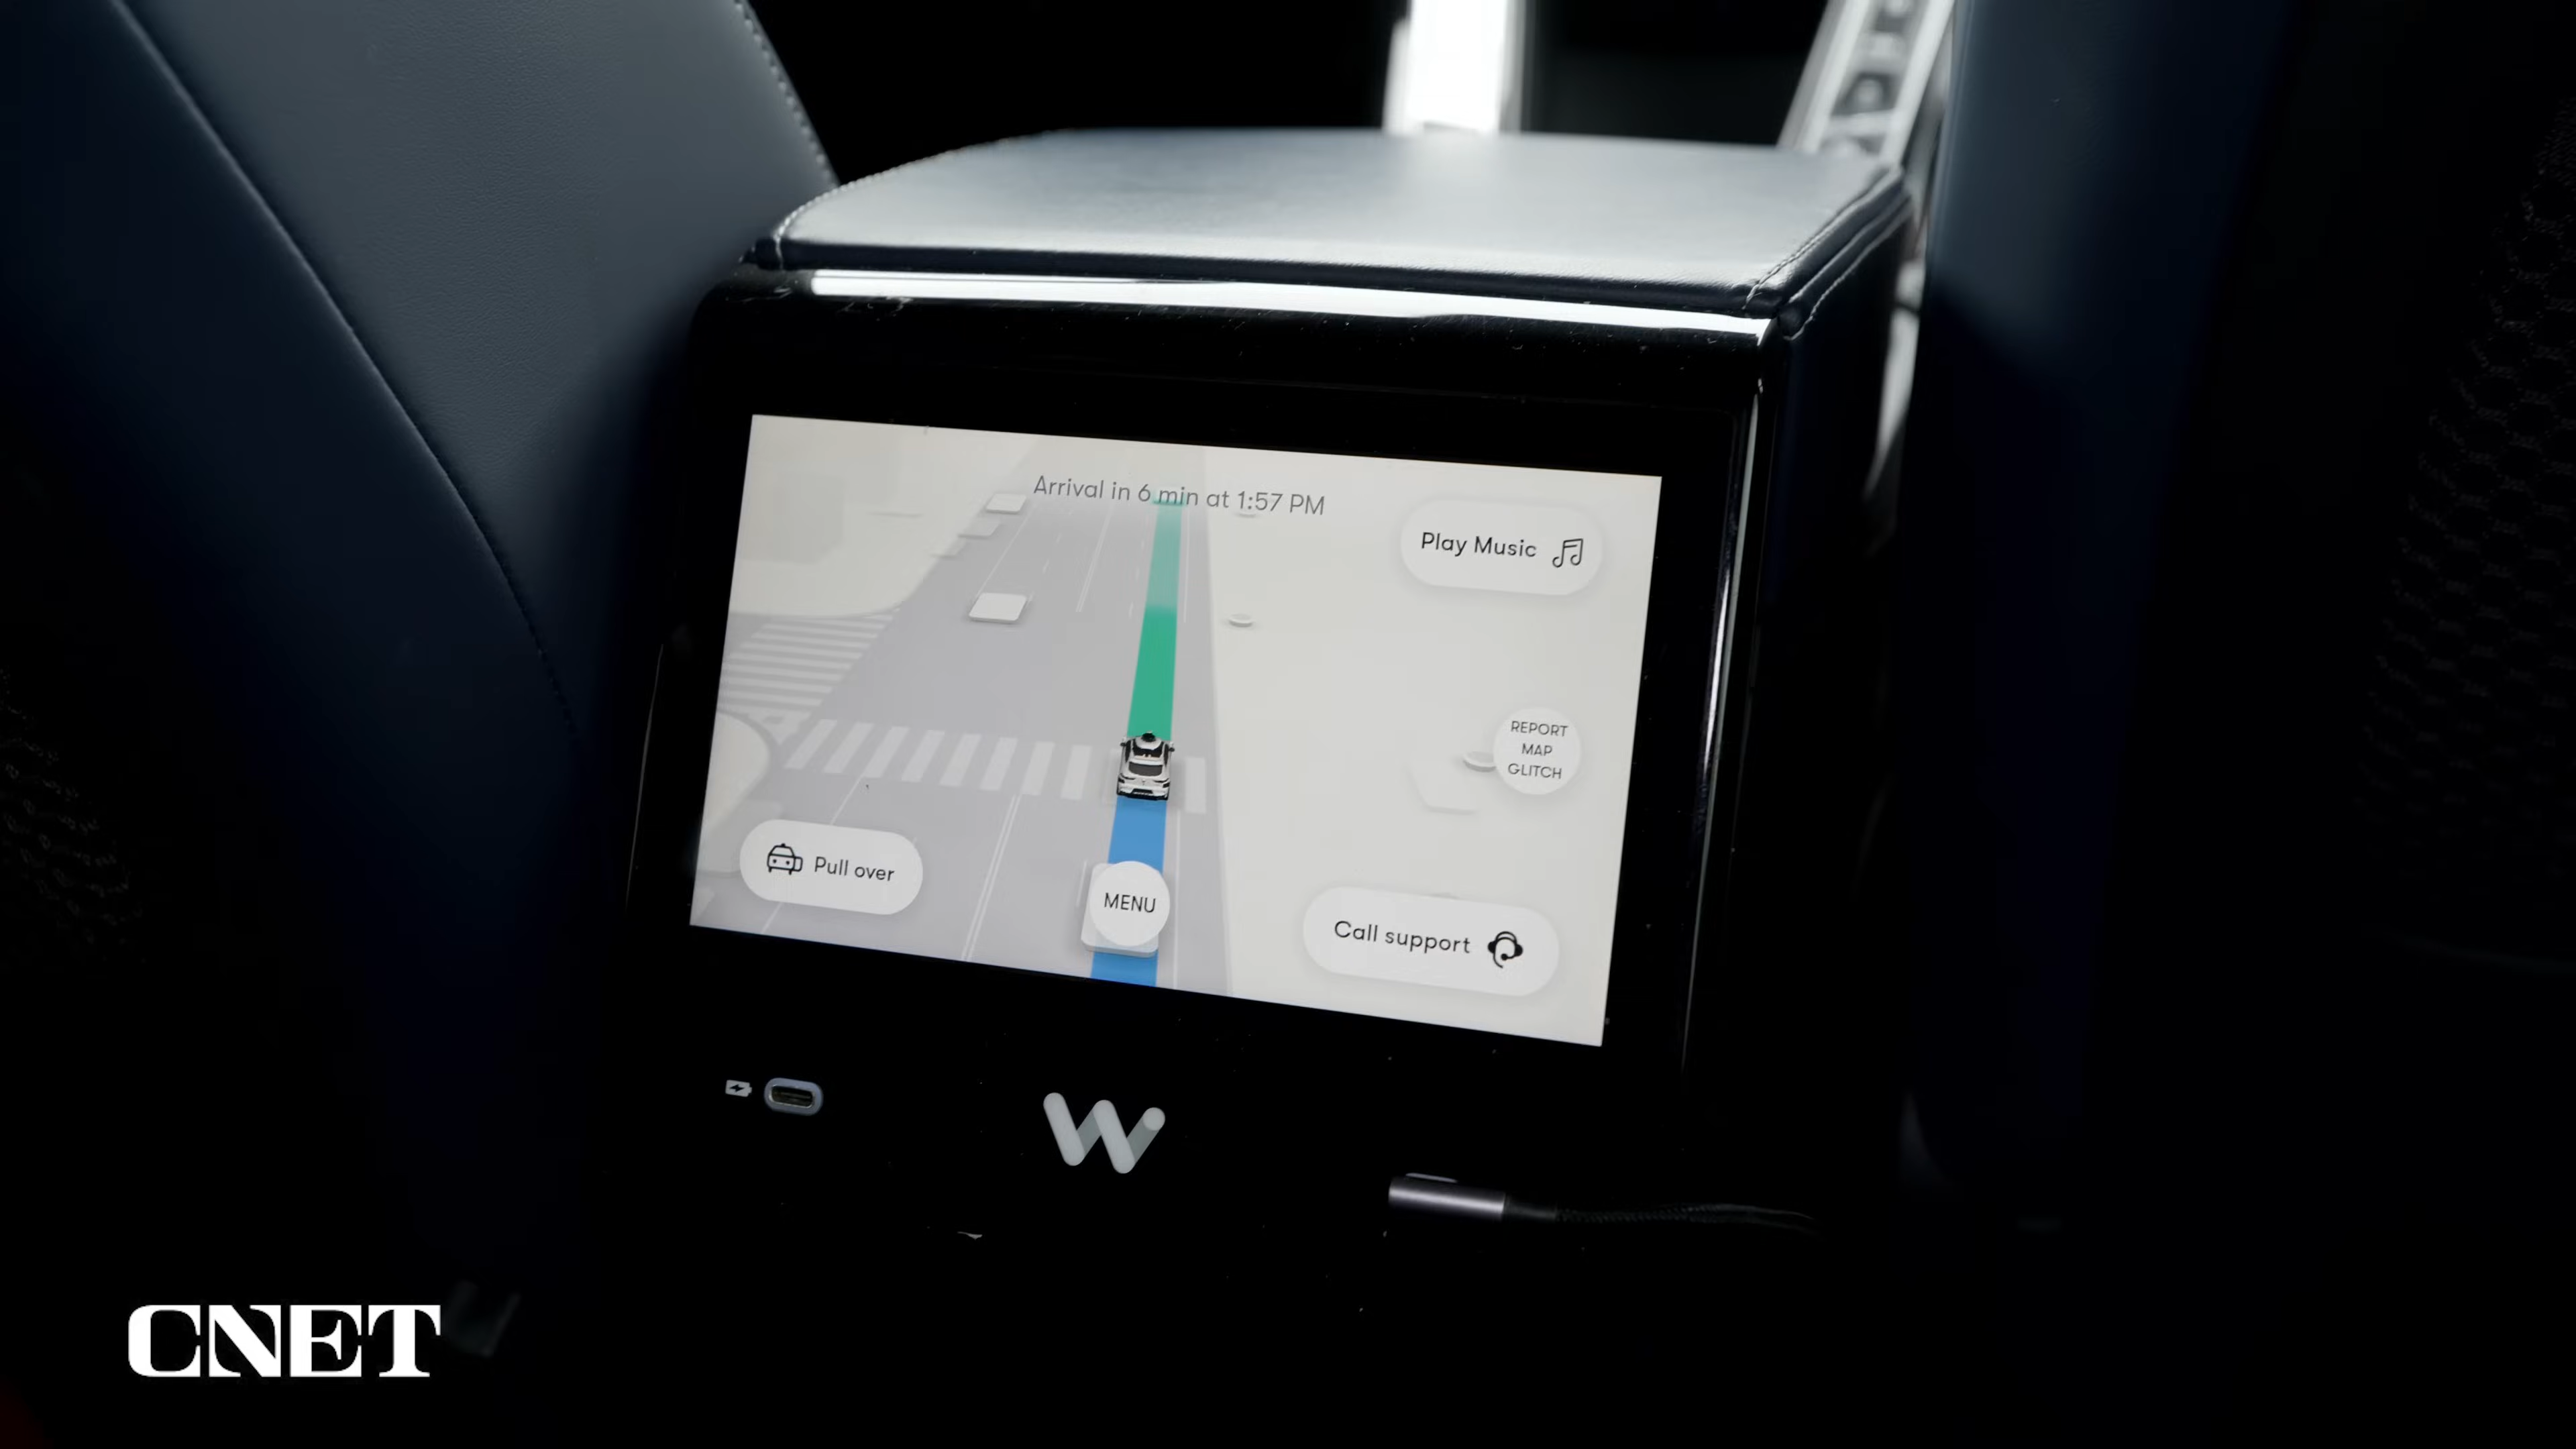 Arrival in 6 min at 1:57 PM
Play Music
REPORT
MAP
GLITCH
Pull over
MENU
Call support
W
CNET